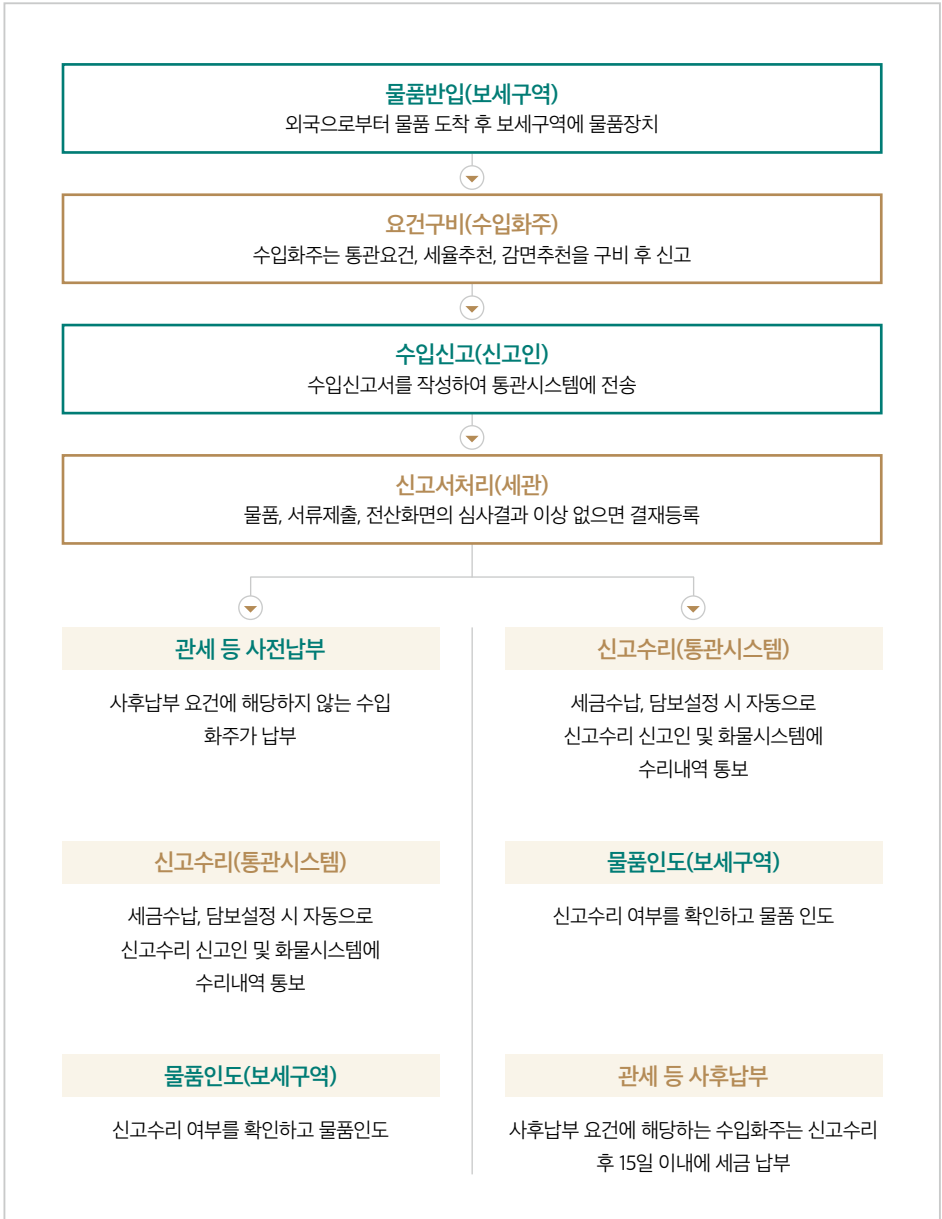 물품반입(보세구역)
외국으로부터 물품 도착 후 보세구역에 물품장치
요건구비(수입화주)
수입화주는 통관요건, 세율추천, 감면추천을 구비 후 신고
수입신고(신고인)
수입신고서를 작성하여 통관시스템에 전송
신고서처리(세관)
물품, 서류제출, 전산화면의 심사결과 이상 없으면 결재등록
관세 등 사전납부
사후납부 요건에 해당하지 않는 수입
화주가 납부
신고수리(통관시스템)
세금수납, 담보설정 시 자동으로
신고수리 신고인 및 화물시스템에
수리내역 통보
물품인도(보세구역)
신고수리 여부를 확인하고 물품인도
신고수리(통관시스템)
세금수납, 담보설정 시 자동으로
신고수리 신고인 및 화물시스템에
수리내역 통보
물품인도(보세구역)
신고수리 여부를 확인하고 물품 인도
관세 등 사후납부
사후납부 요건에 해당하는 수입화주는 신고수리
후 15일 이내에 세금 납부